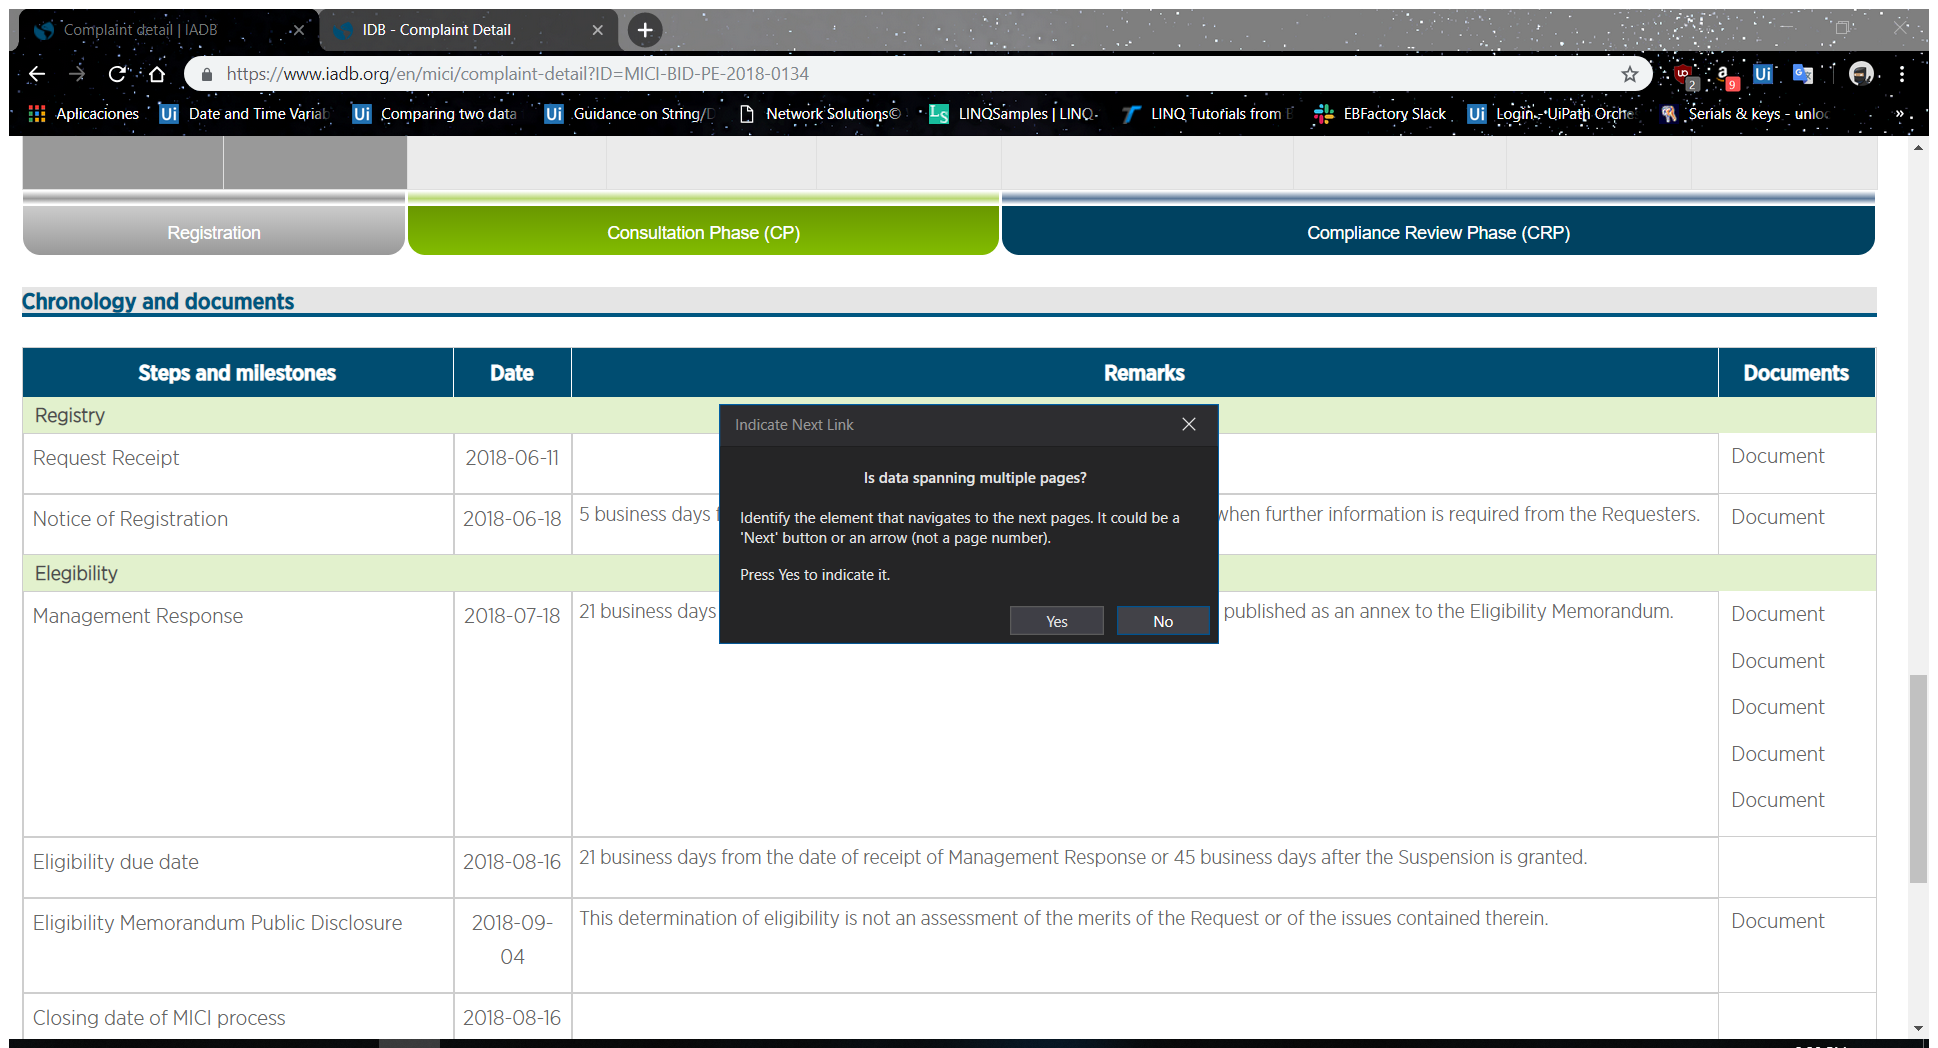 Complaint detail | IADB
IDB - Complaint Detail
https://www.iadb.org/en/mici/complaint-detail?ID=MICI-BID-PE-2018-0134
2
a
9
Ui
Aplicaciones
Ui Date and Time Variab
Ui Comparing two data
Ui Guidance on String/D
Network Solutions©
LS LINQSamples | LINQ
LINQ Tutorials from E
EBFactory Slack
Ui Login - UiPath Orche
Serials & keys - unloc
»
Registration
Consultation Phase (CP)
Compliance Review Phase (CRP)
Chronology and documents
Steps and milestones Date Remarks Documents
Registry
Request Receipt 2018-06-11 Document
Notice of Registration 2018-06-18 5 business days when further information is required from the Requesters. Document
Elegibility
Management Response 2018-07-18 21 business days published as an annex to the Eligibility Memorandum. Document
Document
Document
Document
Document
Eligibility due date 2018-08-16 21 business days from the date of receipt of Management Response or 45 business days after the Suspension is granted.
Eligibility Memorandum Public Disclosure 2018-09-04 This determination of eligibility is not an assessment of the merits of the Request or of the issues contained therein. Document
Closing date of MICI process 2018-08-16
Indicate Next Link
Is data spanning multiple pages?
Identify the element that navigates to the next pages. It could be a
'Next' button or an arrow (not a page number).
Press Yes to indicate it.
Yes No